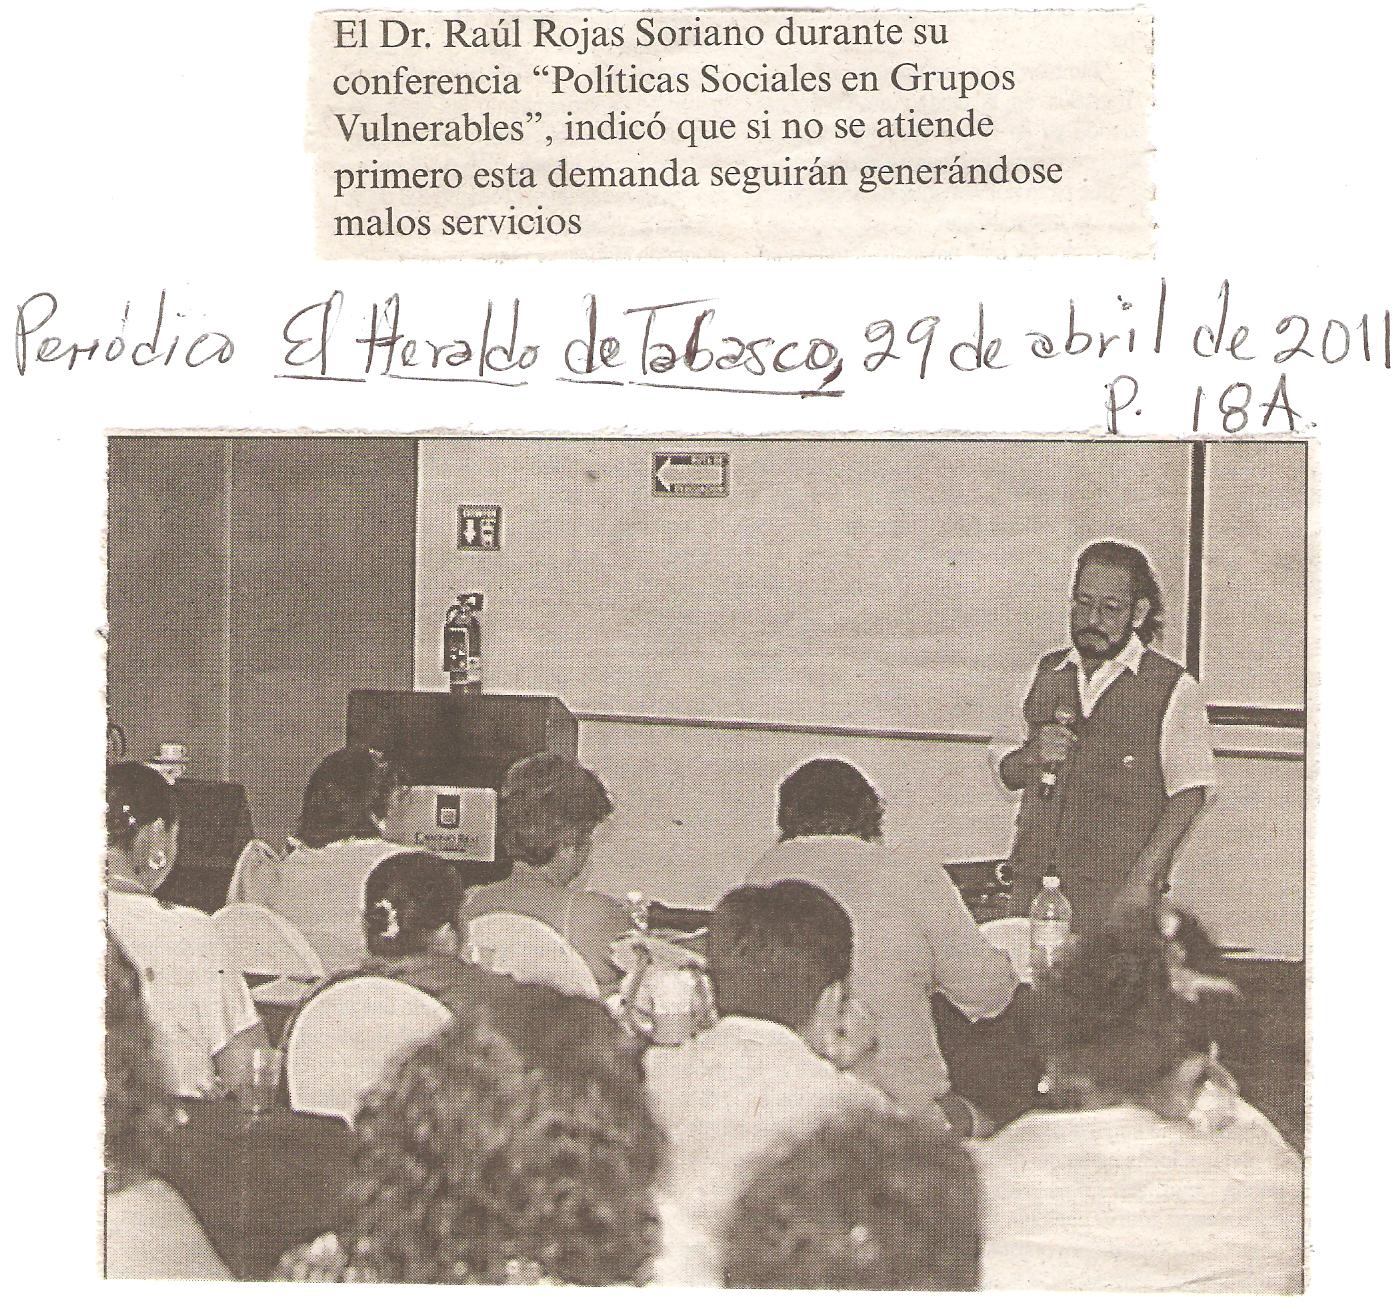 El Dr. Raúl Rojas Soriano durante su
conferencia “Políticas Sociales en Grupos
Vulnerables”, indicó que si no se atiende
primero esta demanda seguirán generándose
malos servicios
Periódico El Heraldo de Tabasco, 29 de abril de 2011
P. 18A.